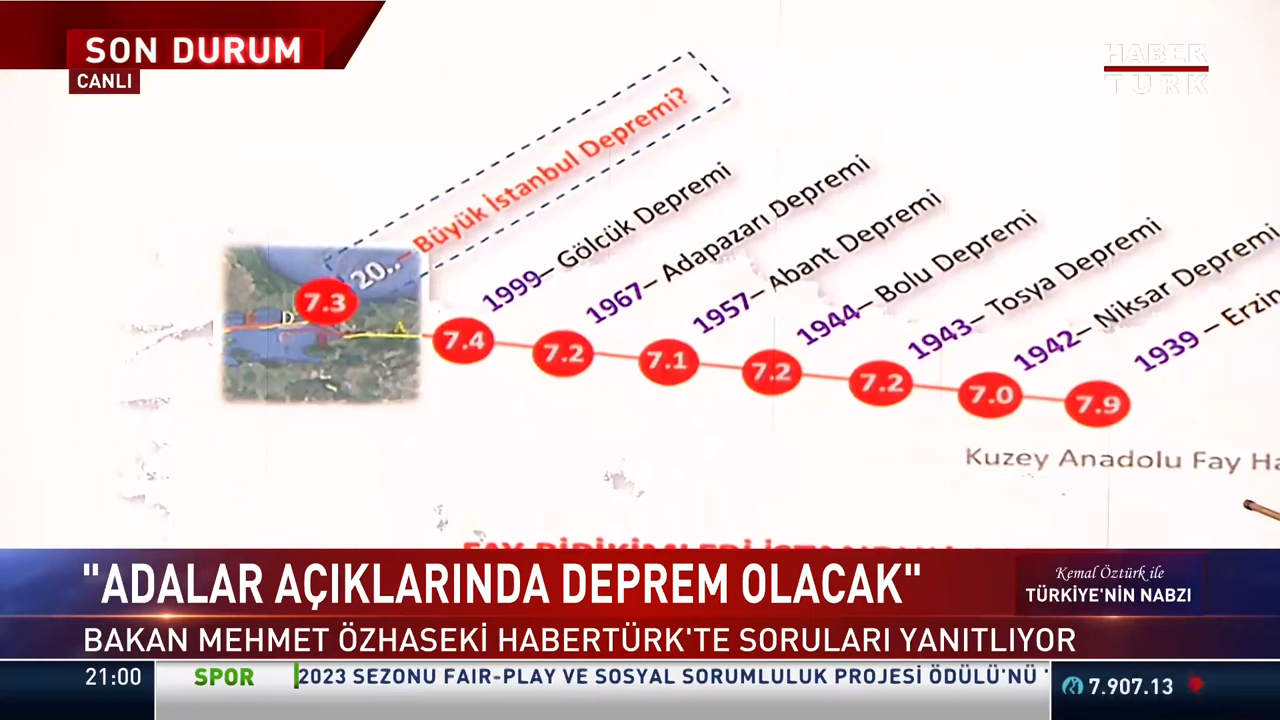 SON DURUM
CANLI
HABER
TÜRK
20.. – Büyük İstanbul Depremi?
1999– Gölcük Depremi
1967– Adapazarı Depremi
1957– Abant Depremi
1944– Bolu Depremi
1943– Tosya Depremi
1942– Niksar Depremi
1939 – Erzin
7.3
7.4
7.2
7.1
7.2
7.2
7.0
7.9
A
Kuzey Anadolu Fay Ha
"ADALAR AÇIKLARINDA DEPREM OLACAK"
Kemal Öztürk ile
TÜRKİYE'NİN NABZI
BAKAN MEHMET ÖZHASEKİ HABERTÜRK'TE SORULARI YANITLIYOR
21:00
SPOR
2023 SEZONU FAIR-PLAY VE SOSYAL SORUMLULUK PROJESİ ÖDÜLÜ'NÜ '
7.907.13